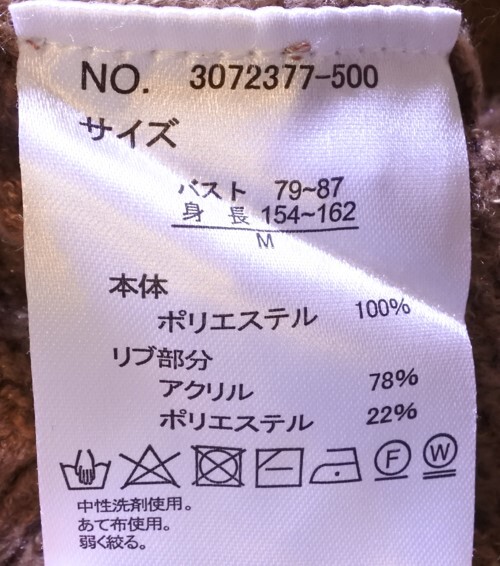 NO. 3072377-500
サイズ
バスト 79~87
身長 154~162
M
本体
ポリエステル 100%
リブ部分
アクリル 78%
ポリエステル 22%
F W
中性洗剤使用。
あて布使用。
弱く絞る。